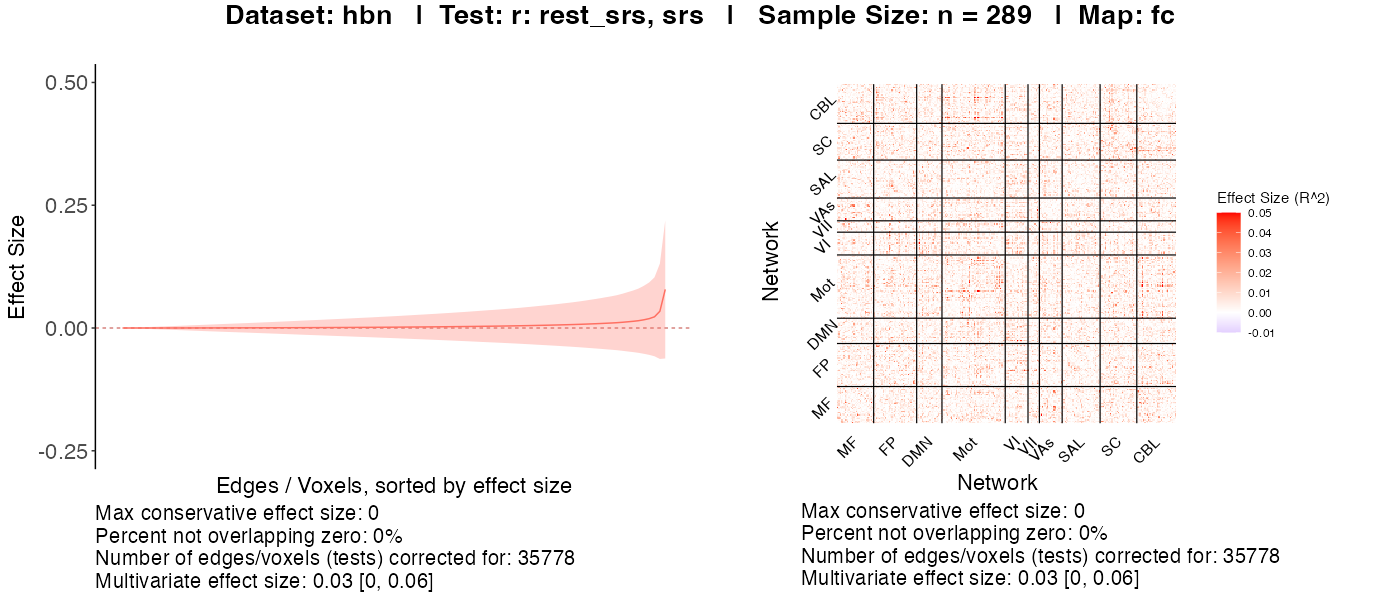 Dataset: hbn | Test: r: rest_srs, srs | Sample Size: n = 289 | Map: fc
0.50
0.25
0.00
-0.25
Effect Size
Edges / Voxels, sorted by effect size
Max conservative effect size: 0
Percent not overlapping zero: 0%
Number of edges/voxels (tests) corrected for: 35778
Multivariate effect size: 0.03 [0, 0.06]
Network
CBL
SC
SAL
VAs
VII
VI
Mot
DMN
FP
MF
MF
FP
DMN
Mot
VI
VII
VAs
SAL
SC
CBL
Network
Effect Size (R^2)
0.05
0.04
0.03
0.02
0.01
0.00
-0.01
Max conservative effect size: 0
Percent not overlapping zero: 0%
Number of edges/voxels (tests) corrected for: 35778
Multivariate effect size: 0.03 [0, 0.06]